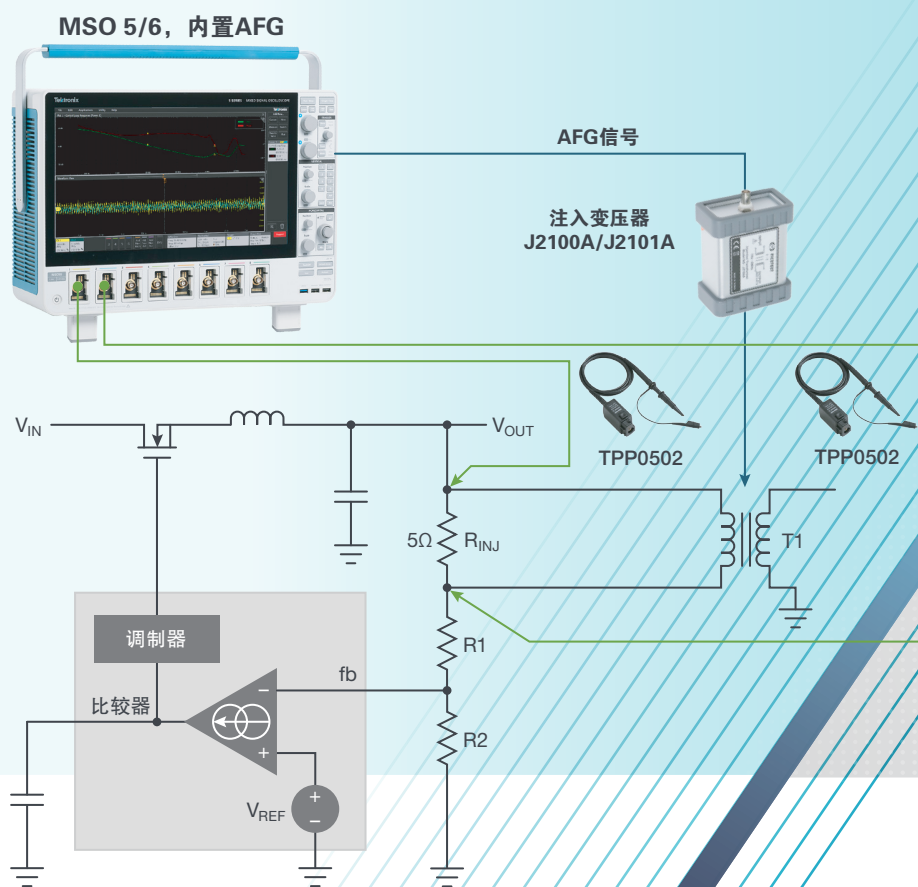 MSO 5/6，内置AFG
Tektronix
AFG信号
注入变压器
J2100A/J2101A
VIN
VOUT
TPP0502
TPP0502
5Ω
RINJ
T1
调制器
R1
fb
比较器
−
+
R2
VREF
+
−